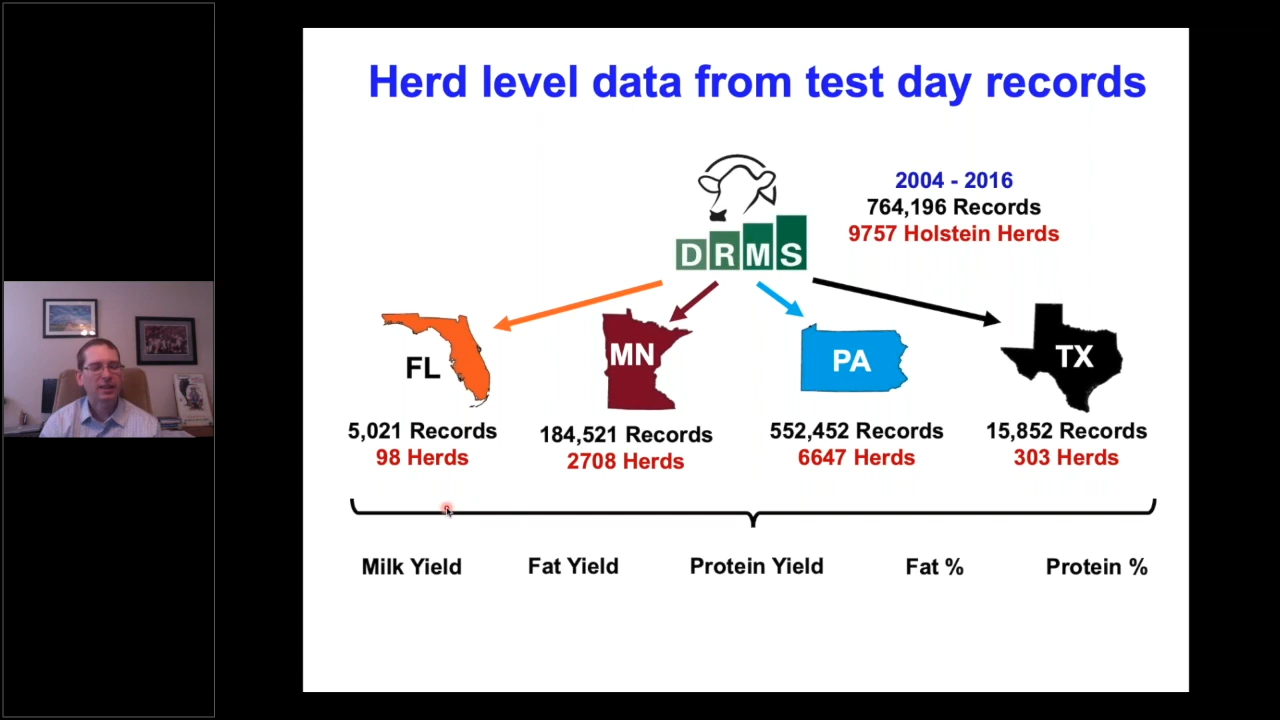 Herd level data from test day records
DRMS
2004 - 2016
764,196 Records
9757 Holstein Herds
FL
MN
PA
TX
5,021 Records
98 Herds
184,521 Records
2708 Herds
552,452 Records
6647 Herds
15,852 Records
303 Herds
Milk Yield
Fat Yield
Protein Yield
Fat %
Protein %